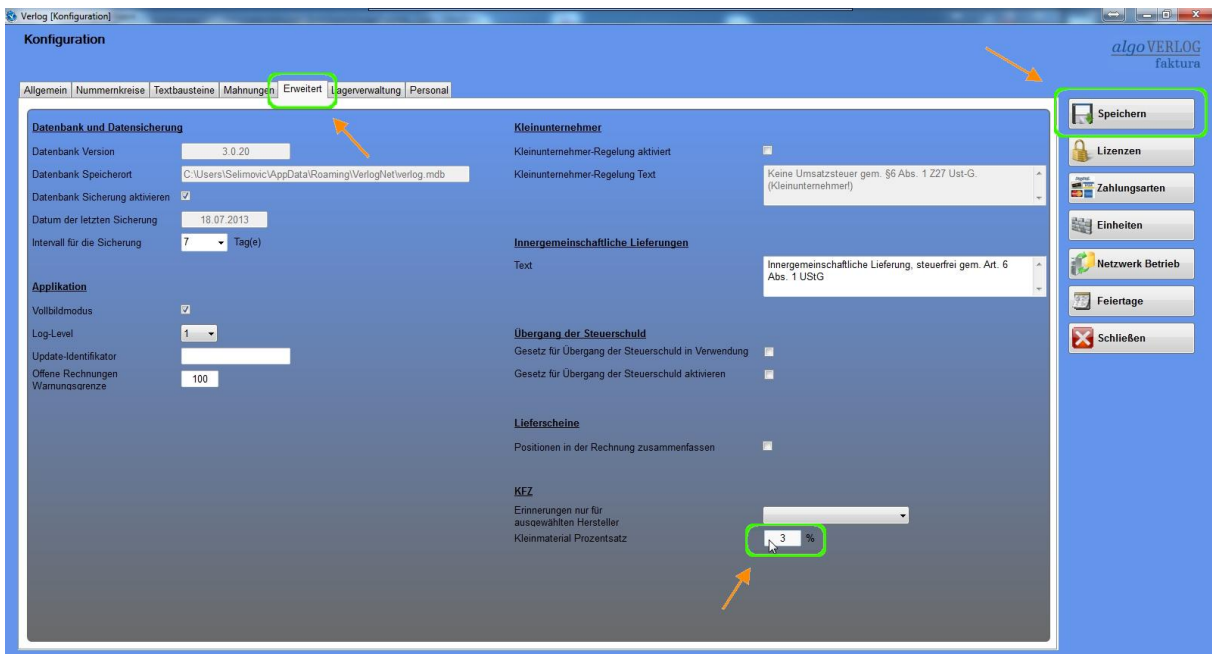 Verlog [Konfiguration]
Konfiguration
algoVERLOG
faktura
Allgemein
Nummernkreise
Textbausteine
Mahnungen
Erweitert
Lagerverwaltung
Personal
Datenbank und Datensicherung
Datenbank Version
3.0.20
Datenbank Speicherort
C:\Users\Selimovic\AppData\Roaming\VerlogNet\verlog.mdb
Datenbank Sicherung aktivieren
Datum der letzten Sicherung
18.07.2013
Intervall für die Sicherung
7
Tag(e)
Applikation
Vollbildmodus
Log-Level
1
Update-Identifikator
Offene Rechnungen
Warnungsgrenze
100
Kleinunternehmer
Kleinunternehmer-Regelung aktiviert
Kleinunternehmer-Regelung Text
Keine Umsatzsteuer gem. §6 Abs. 1 Z27 Ust-G.
(Kleinunternehmer!)
Innergemeinschaftliche Lieferungen
Text
Innergemeinschaftliche Lieferung, steuerfrei gem. Art. 6
Abs. 1 UStG
Übergang der Steuerschuld
Gesetz für Übergang der Steuerschuld in Verwendung
Gesetz für Übergang der Steuerschuld aktivieren
Lieferscheine
Positionen in der Rechnung zusammenfassen
KFZ
Erinnerungen nur für
ausgewählten Hersteller
Kleinmaterial Prozentsatz
3 %
Speichern
Lizenzen
Zahlungsarten
Einheiten
Netzwerk Betrieb
Feiertage
Schließen